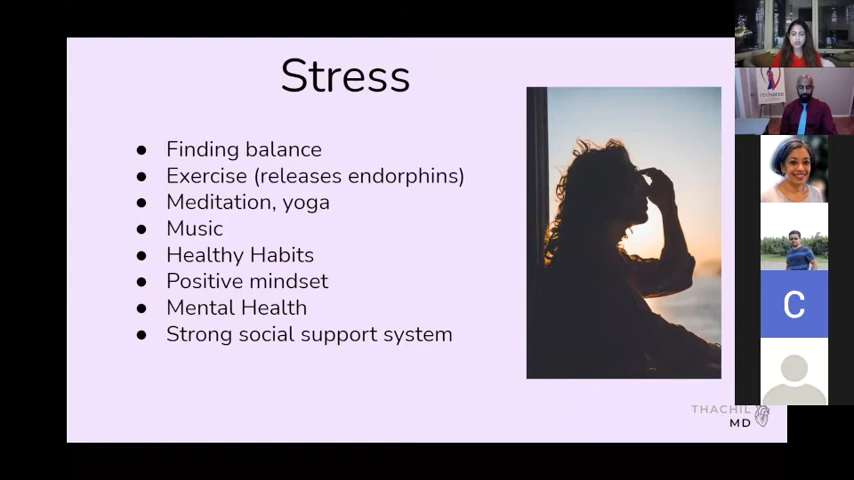 Stress
● Finding balance
● Exercise (releases endorphins)
● Meditation, yoga
● Music
● Healthy Habits
● Positive mindset
● Mental Health
● Strong social support system
THACHIL
MD
C